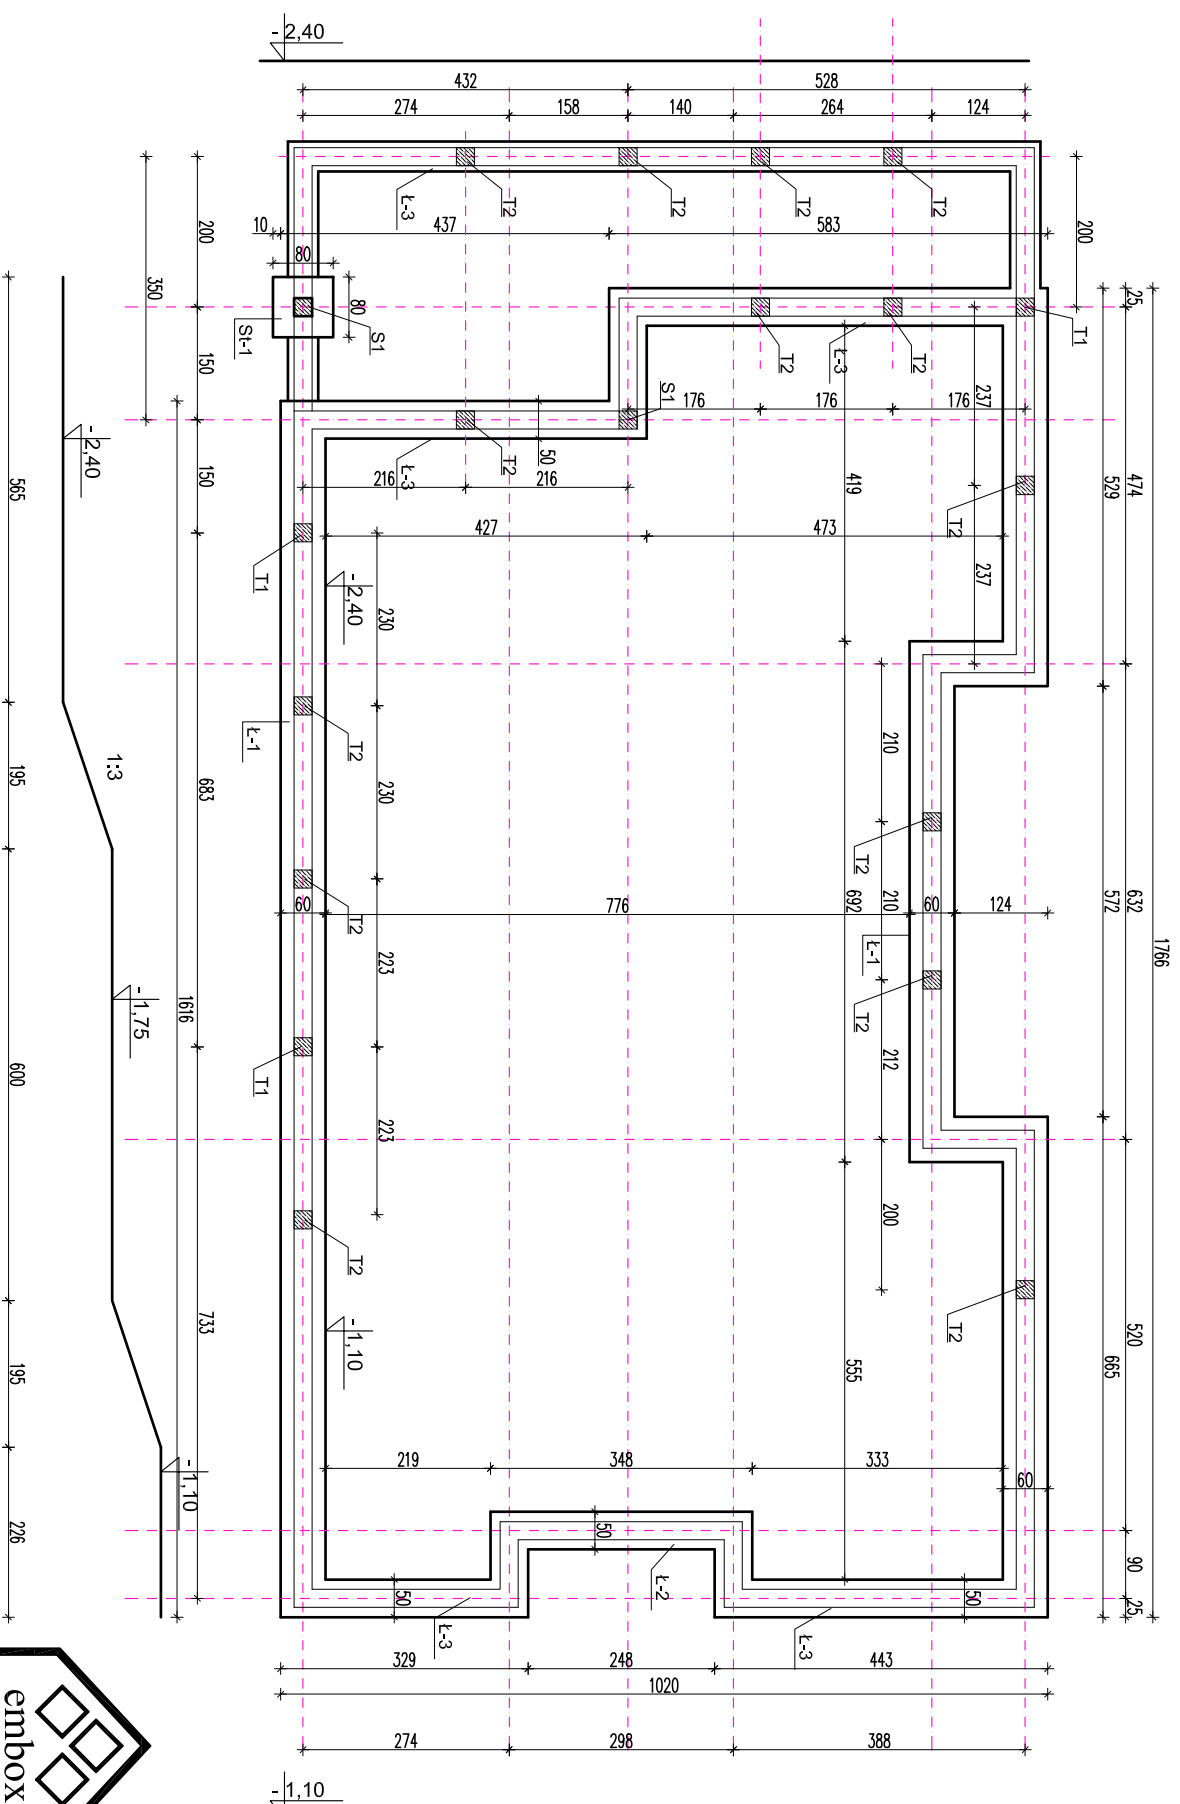 -2,40
432
528
274
158
140
264
124
T2
T2
T2
T2
Ł-3
10
437
583
200
200
80
350
80
S1
St-1
25
T1
T2
T2
Ł-3
S1
150
176
176
176
237
-2,40
565
150
T2
50
Ł-3
216
216
419
474
529
T2
427
473
237
T1
-2,40
230
T2
Ł-1
1:3
195
683
230
210
T2
T2
60
776
692
210
60
124
632
572
1766
Ł-1
223
-1,75
1616
600
T2
212
T1
223
200
T2
T2
733
-1,10
520
665
555
195
219
348
333
60
-1,10
226
50
90
Ł-2
50
50
25
Ł-3
Ł-3
329
248
443
1020
274
298
388
-1,10
embox